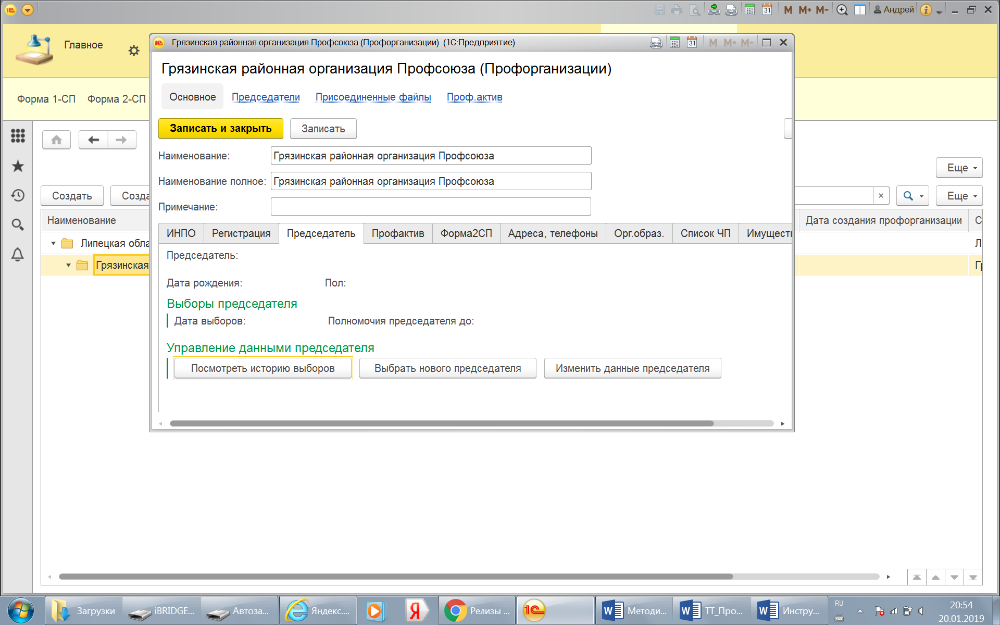 M M+ M- Андрей
Главное
Форма 1-СП Форма 2-СП
Грязинская районная организация Профсоюза (Профорганизации) (1С:Предприятие)
31 M M+ M-
Грязинская районная организация Профсоюза (Профорганизации)
Основное Председатели Присоединенные файлы Проф.актив
Записать и закрыть Записать
Наименование: Грязинская районная организация Профсоюза
Наименование полное: Грязинская районная организация Профсоюза
Примечание:
Еще
Создать Созда
Еще
Наименование Дата создания профорганизации С
Липецкая обла Л
Грязинская Гр
ИНПО Регистрация Председатель Профактив Форма2СП Адреса, телефоны Орг.образ. Список ЧП Имущест
Председатель:
Дата рождения: Пол:
Выборы председателя
Дата выборов: Полномочия председателя до:
Управление данными председателя
Посмотреть историю выборов Выбрать нового председателя Изменить данные председателя
Загрузки iBRIDGE... Автоза... Яндекс.... Релизы ... Методи... ТТ_Про... Инстру... RU
20:54
20.01.2019